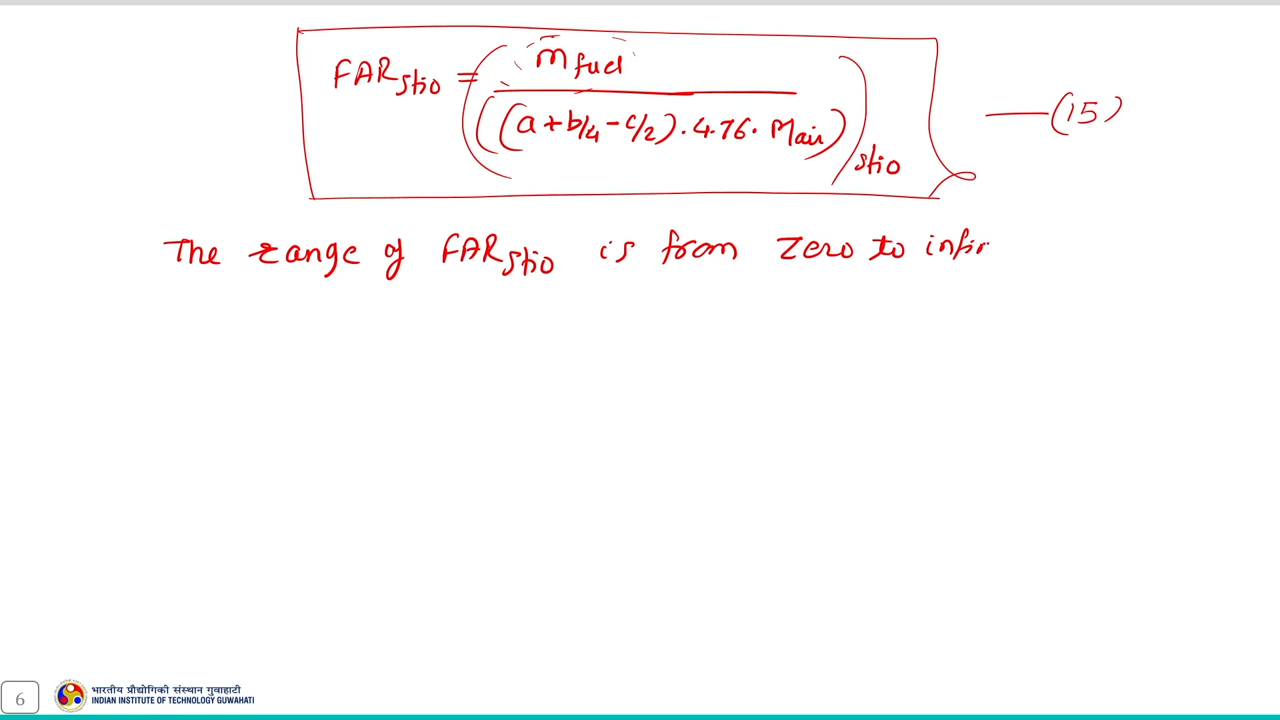 FARstio = ( mfuel / ((a + b/4 - c/2) . 4.76 . Mair) )stio —(15)
The range of FARstio is from zero to infi
6
भारतीय प्रौद्योगिकी संस्थान गुवाहाटी
INDIAN INSTITUTE OF TECHNOLOGY GUWAHATI